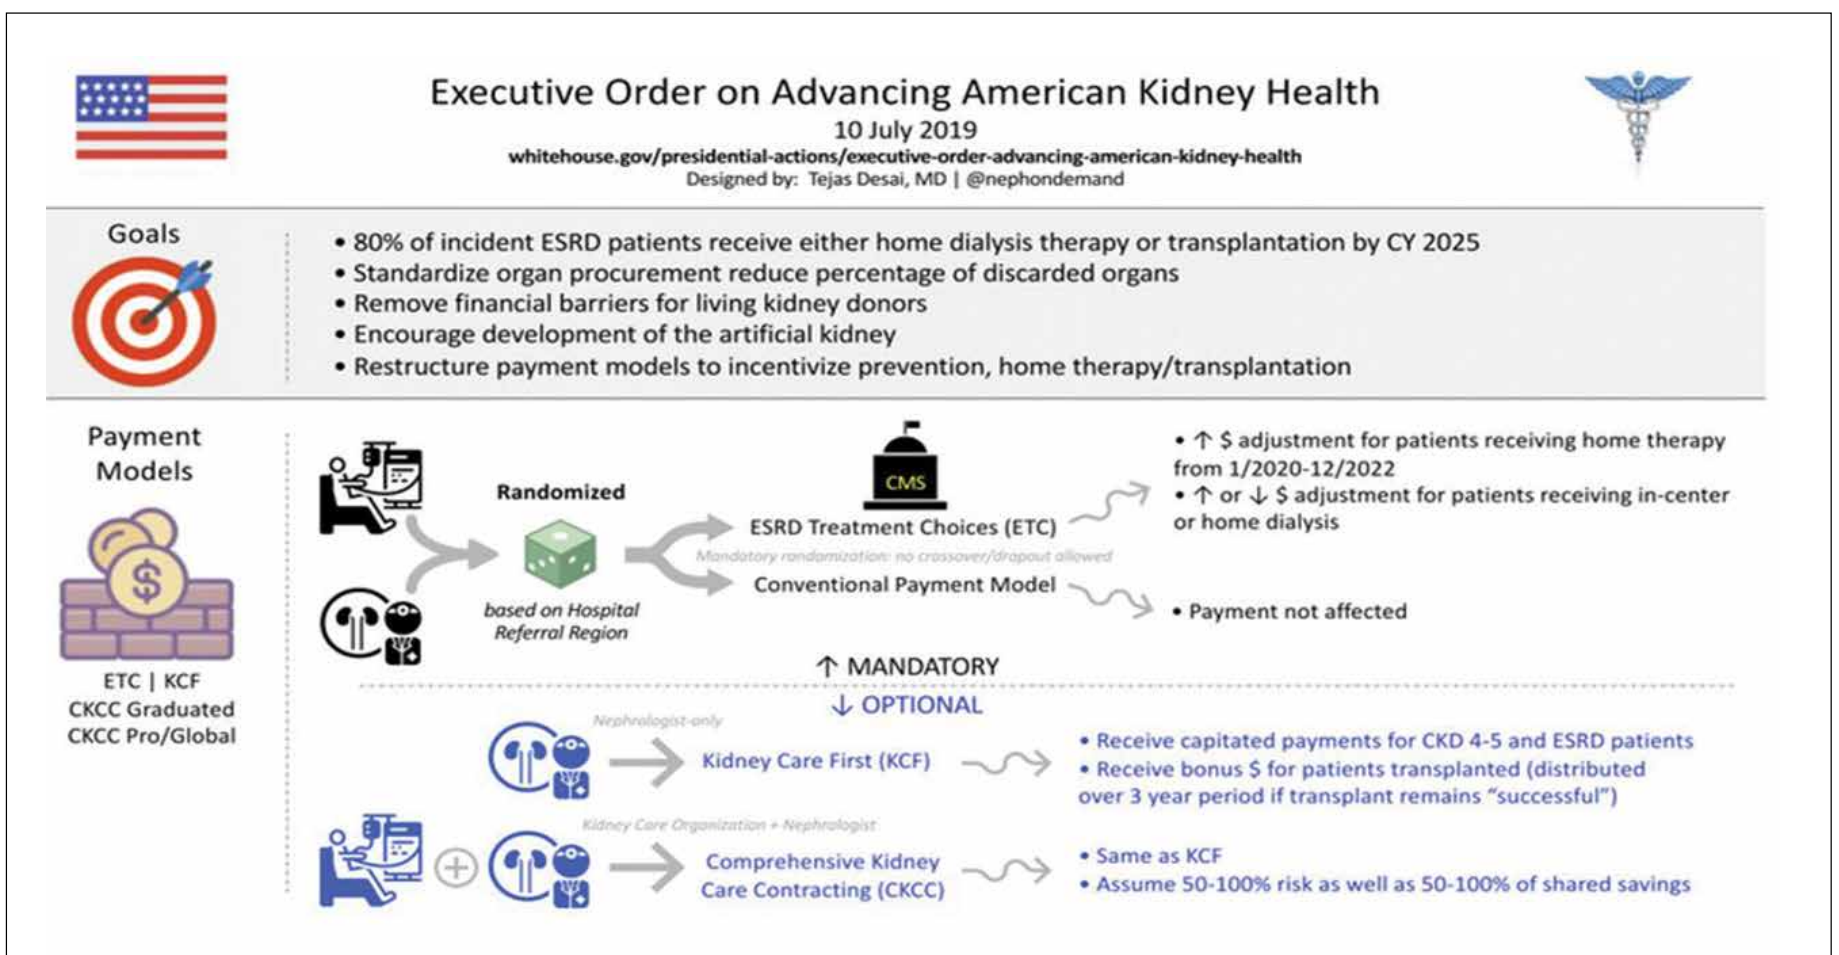 Executive Order on Advancing American Kidney Health
10 July 2019
whitehouse.gov/presidential-actions/executive-order-advancing-american-kidney-health
Designed by: Tejas Desai, MD | @nephondemand
Goals
• 80% of incident ESRD patients receive either home dialysis therapy or transplantation by CY 2025
• Standardize organ procurement reduce percentage of discarded organs
• Remove financial barriers for living kidney donors
• Encourage development of the artificial kidney
• Restructure payment models to incentivize prevention, home therapy/transplantation
Payment
Models
$
ETC | KCF
CKCC Graduated
CKCC Pro/Global
Randomized
based on Hospital
Referral Region
CMS
ESRD Treatment Choices (ETC)
Mandatory randomization: no crossover/dropout allowed
Conventional Payment Model
• ↑ $ adjustment for patients receiving home therapy
from 1/2020-12/2022
• ↑ or ↓ $ adjustment for patients receiving in-center
or home dialysis
• Payment not affected
↑ MANDATORY
↓ OPTIONAL
Nephrologist-only
Kidney Care First (KCF)
• Receive capitated payments for CKD 4-5 and ESRD patients
• Receive bonus $ for patients transplanted (distributed
over 3 year period if transplant remains “successful”)
Kidney Care Organization + Nephrologist
Comprehensive Kidney
Care Contracting (CKCC)
• Same as KCF
• Assume 50-100% risk as well as 50-100% of shared savings